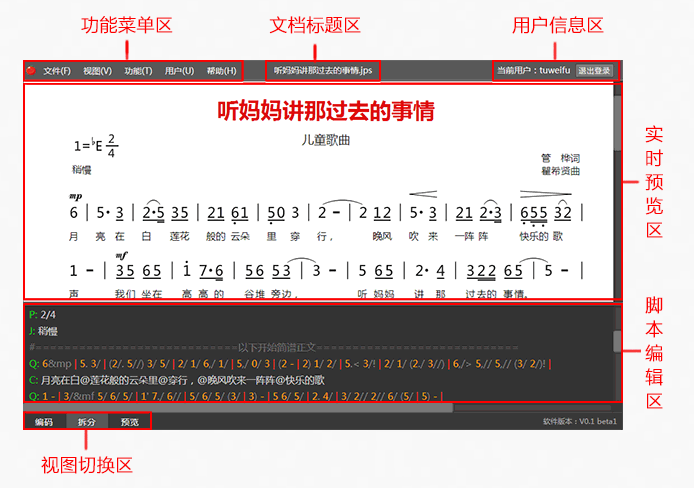 功能菜单区 文档标题区 用户信息区
文件(F) 视图(V) 功能(T) 用户(U) 帮助(H) 听妈妈讲那过去的事情.jps 当前用户：tuweifu 退出登录
听妈妈讲那过去的事情
儿童歌曲
1=♭E 2/4
管 桦词
稍慢
瞿希贤曲
mp
6 | 5· 3 | 2·5 35 | 21 61 | 50 3 | 2 - | 2 12 | 5· 3 | 21 2·3 | 655 32 |
月 亮 在 白 莲花 般的 云朵 里 穿 行， 晚风 吹 来 一阵 阵 快乐的 歌
mf
1 - | 35 65 | 1 7·6 | 56 53 | 3 - | 5 65 | 2· 4 | 322 65 | 5 - |
声 我们 坐在 高 高 的 谷堆 旁边， 听 妈妈 讲 那 过去的 事情。
实时预览区
P: 2/4
J: 稍慢
#==========================以下开始简谱正文==========================
Q: 6&mp | 5. 3/ | (2/. 5//) 3/ 5/ | 2/ 1/ 6,/ 1/ | 5,/ 0/ 3 | (2 - | 2) 1/ 2/ | 5.< 3/! | 2/ 1/ (2./ 3//) | 6,/> 5,// 5,// (3/ 2/)! |
C: 月亮在白@莲花般的云朵里@穿行，@晚风吹来一阵阵@快乐的歌
Q: 1 - | 3/&mf 5/ 6/ 5/ | 1' 7./ 6// | 5/ 6/ 5/ (3/ | 3) - | 5 6/ 5/ | 2. 4/ | 3/ 2// 2// 6/ (5/ | 5) - |
脚本编辑区
编码 拆分 预览 软件版本：V0.1 beta1
视图切换区